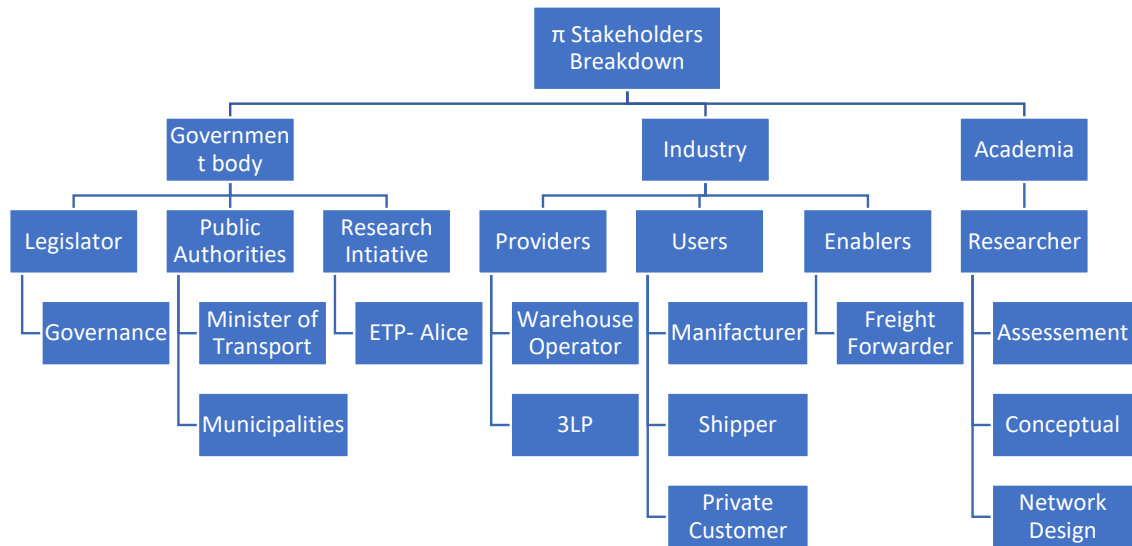 π Stakeholders
Breakdown
Governmen
t body
Industry
Academia
Legislator
Public
Authorities
Research
Intiative
Providers
Users
Enablers
Researcher
Governance
Minister of
Transport
ETP- Alice
Warehouse
Operator
Manifacturer
Freight
Forwarder
Assessement
Municipalities
3LP
Shipper
Conceptual
Private
Customer
Network
Design